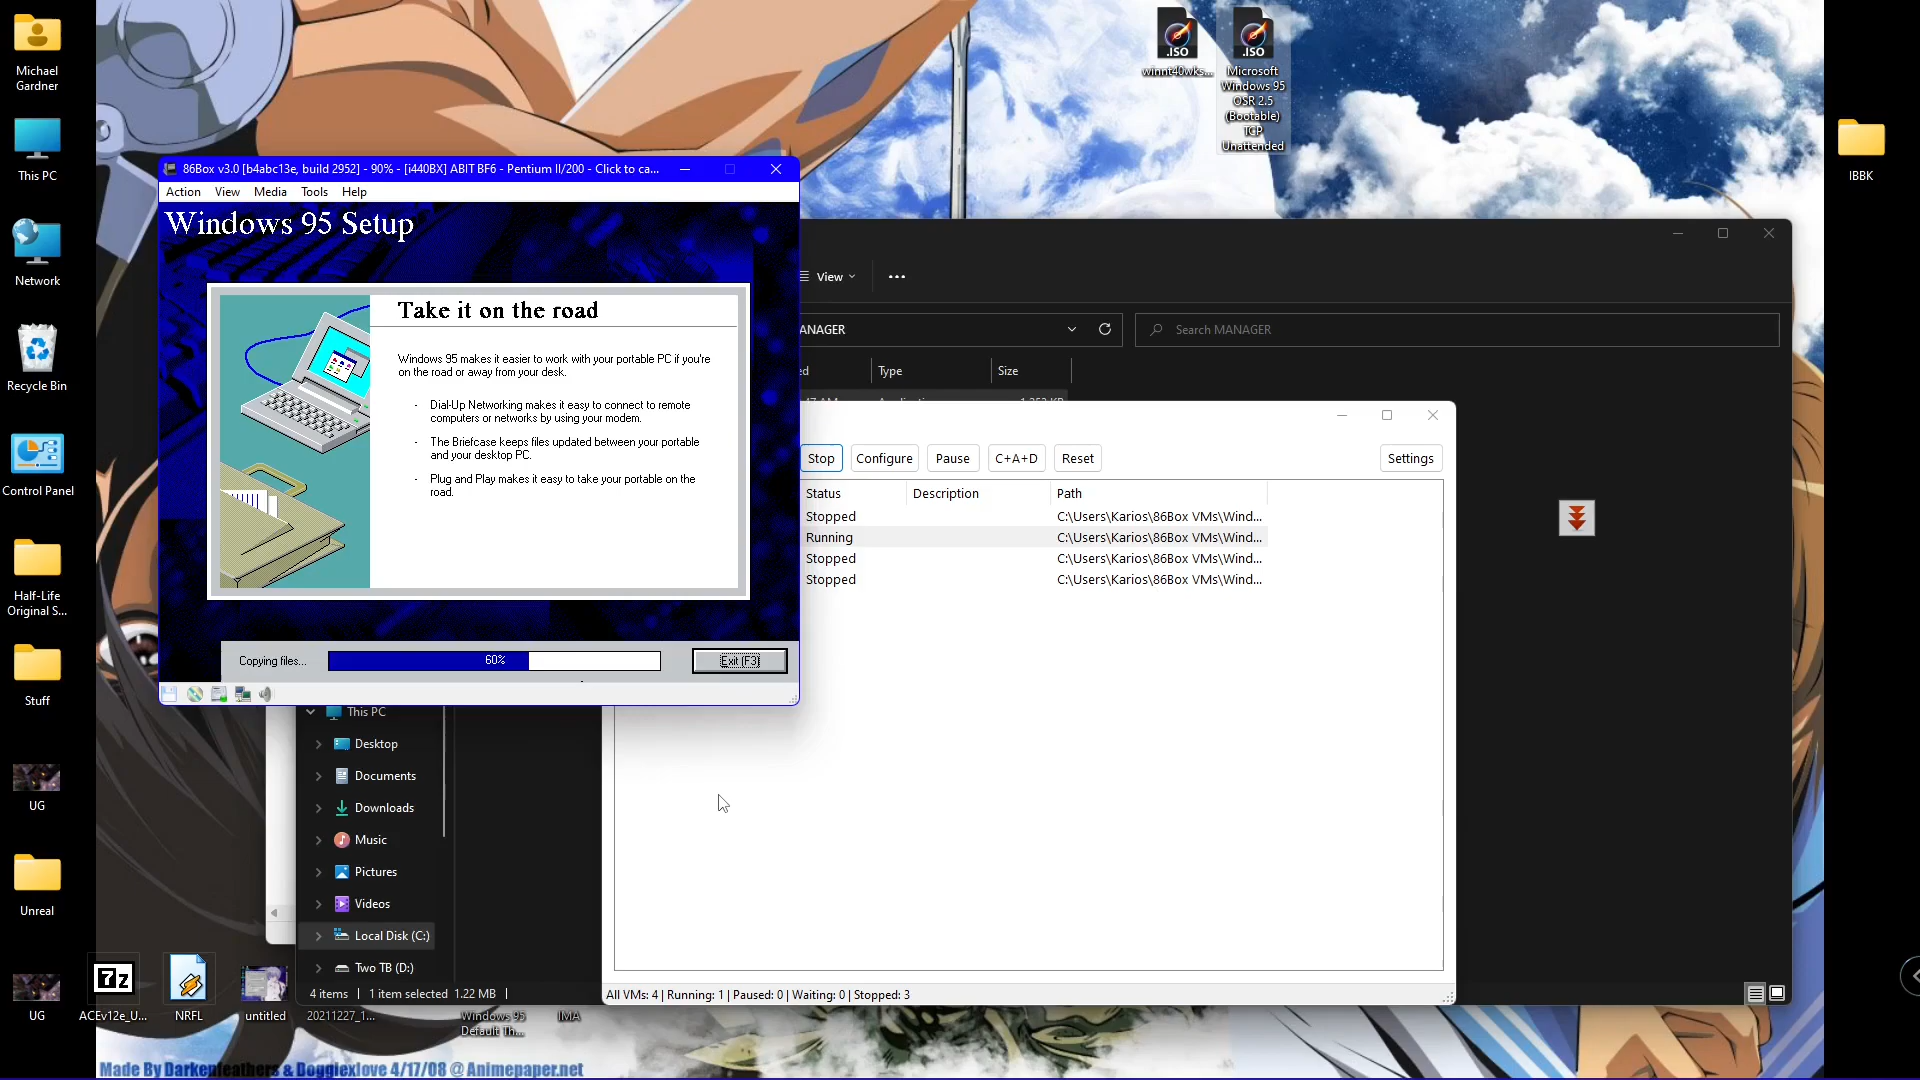 Michael
Gardner
This PC
Network
Recycle Bin
Control Panel
Half-Life
Original S...
Stuff
UG
Unreal
UG
ACEv12e_U...
NRFL
untitled
20211227_1...
Windows 95
Default Th...
IMA
.ISO
winnt40wks...
.ISO
Microsoft
Windows 95
OSR 2.5
(Bootable)
TCP
Unattended
IBBK
86Box v3.0 [b4abc13e, build 2952] - 90% - [i440BX] ABIT BF6 - Pentium II/200 - Click to ca...
Action View Media Tools Help
Windows 95 Setup
Take it on the road
Windows 95 makes it easier to work with your portable PC if you're
on the road or away from your desk.
- Dial-Up Networking makes it easy to connect to remote
computers or networks by using your modem.
- The Briefcase keeps files updated between your portable
and your desktop PC.
- Plug and Play makes it easy to take your portable on the
road.
Copying files... 60% Exit (F3)
View
ANAGER
Search MANAGER
ed Type Size
Stop Configure Pause C+A+D Reset Settings
Status Description Path
Stopped C:\Users\Karios\86Box VMs\Wind...
Running C:\Users\Karios\86Box VMs\Wind...
Stopped C:\Users\Karios\86Box VMs\Wind...
Stopped C:\Users\Karios\86Box VMs\Wind...
All VMs: 4 | Running: 1 | Paused: 0 | Waiting: 0 | Stopped: 3
This PC
Desktop
Documents
Downloads
Music
Pictures
Videos
Local Disk (C:)
Two TB (D:)
4 items | 1 item selected 1.22 MB |
7z
Made By Darkenfeathers & Doggiexlove 4/17/08 @ Animepaper.net